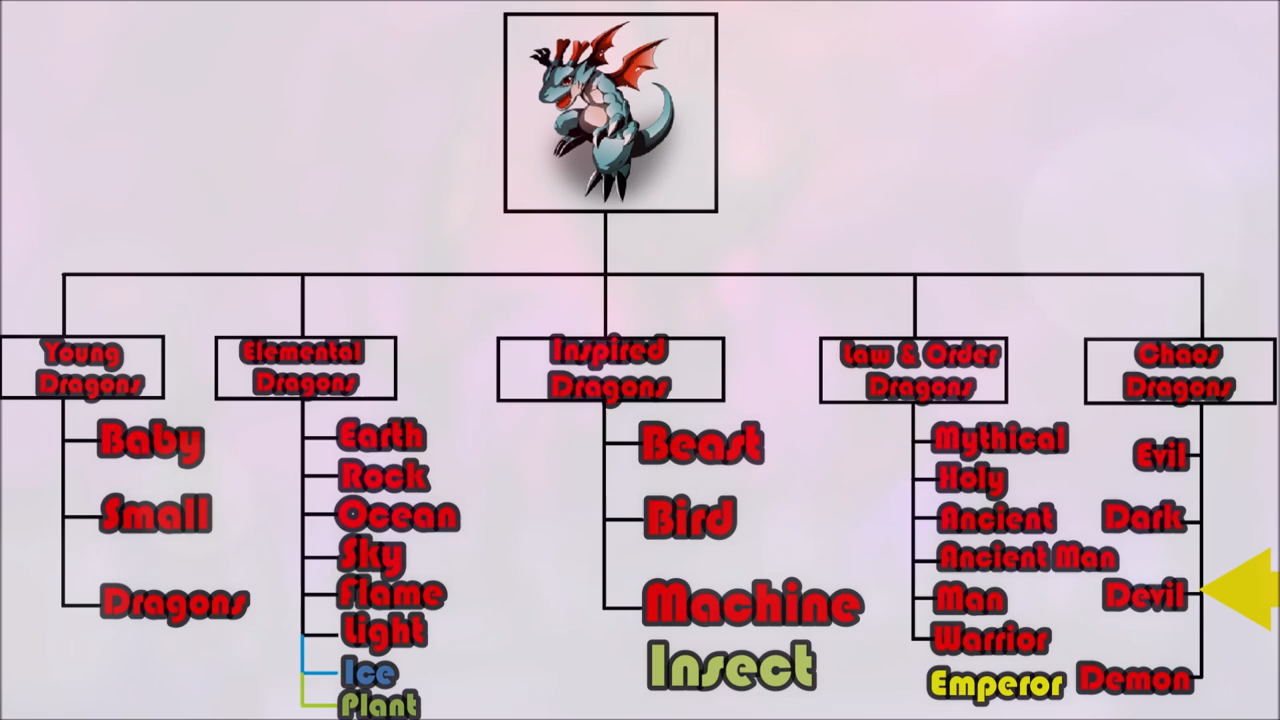 Young
Dragons
Elemental
Dragons
Inspired
Dragons
Law & Order
Dragons
Chaos
Dragons
Baby
Small
Dragons
Earth
Rock
Ocean
Sky
Flame
Light
Ice
Plant
Beast
Bird
Machine
Insect
Mythical
Holy
Ancient
Ancient Man
Man
Warrior
Emperor
Evil
Dark
Devil
Demon